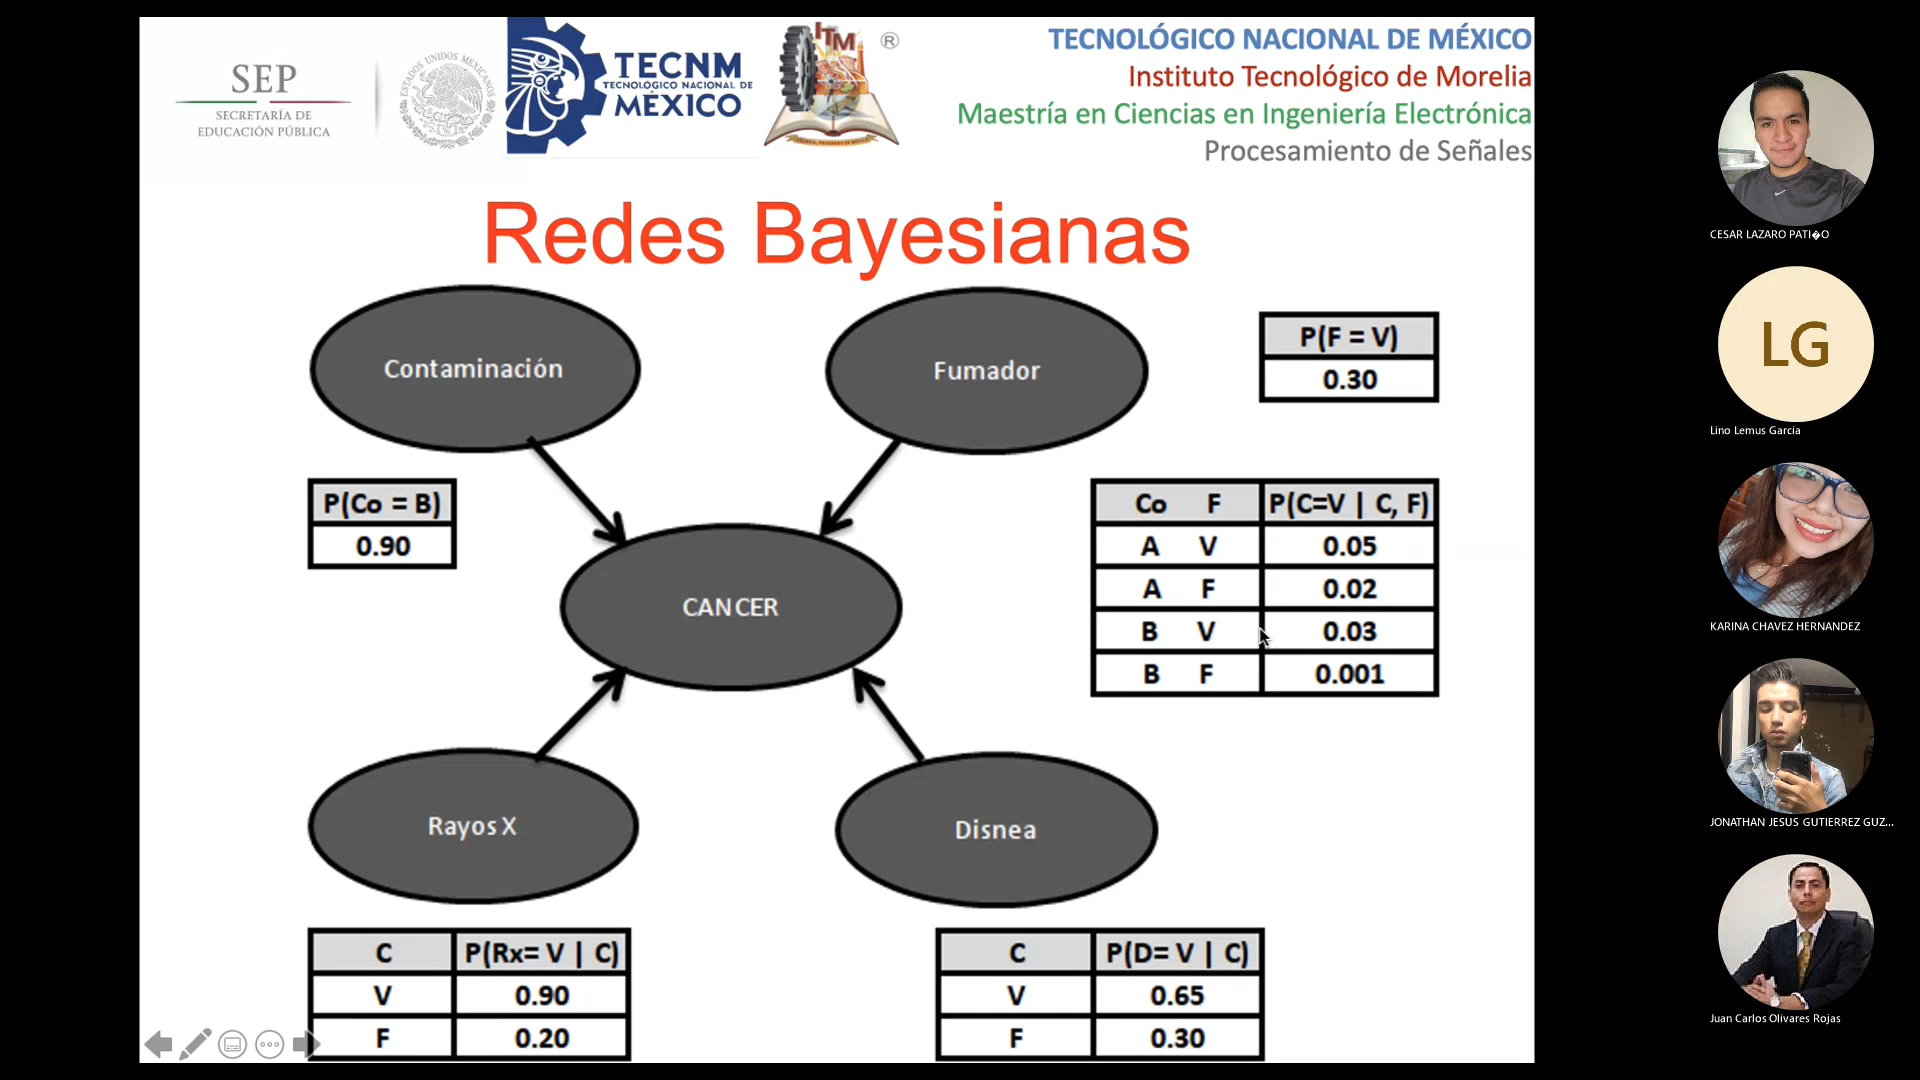 SEP
SECRETARÍA DE
EDUCACIÓN PÚBLICA
ESTADOS UNIDOS MEXICANOS
TECNM
TECNOLÓGICO NACIONAL DE
MÉXICO
ITM
®
TECNOLÓGICO NACIONAL DE MÉXICO
Instituto Tecnológico de Morelia
Maestría en Ciencias en Ingeniería Electrónica
Procesamiento de Señales
Redes Bayesianas
Contaminación
Fumador
P(F = V)
0.30
P(Co = B)
0.90
Co F P(C=V | C, F)
A V 0.05
A F 0.02
B V 0.03
B F 0.001
CANCER
Rayos X
Disnea
C P(Rx= V | C)
V 0.90
F 0.20
C P(D= V | C)
V 0.65
F 0.30
CESAR LAZARO PATI�O
LG
Lino Lemus Garcia
KARINA CHAVEZ HERNANDEZ
JONATHAN JESUS GUTIERREZ GUZ...
Juan Carlos Olivares Rojas